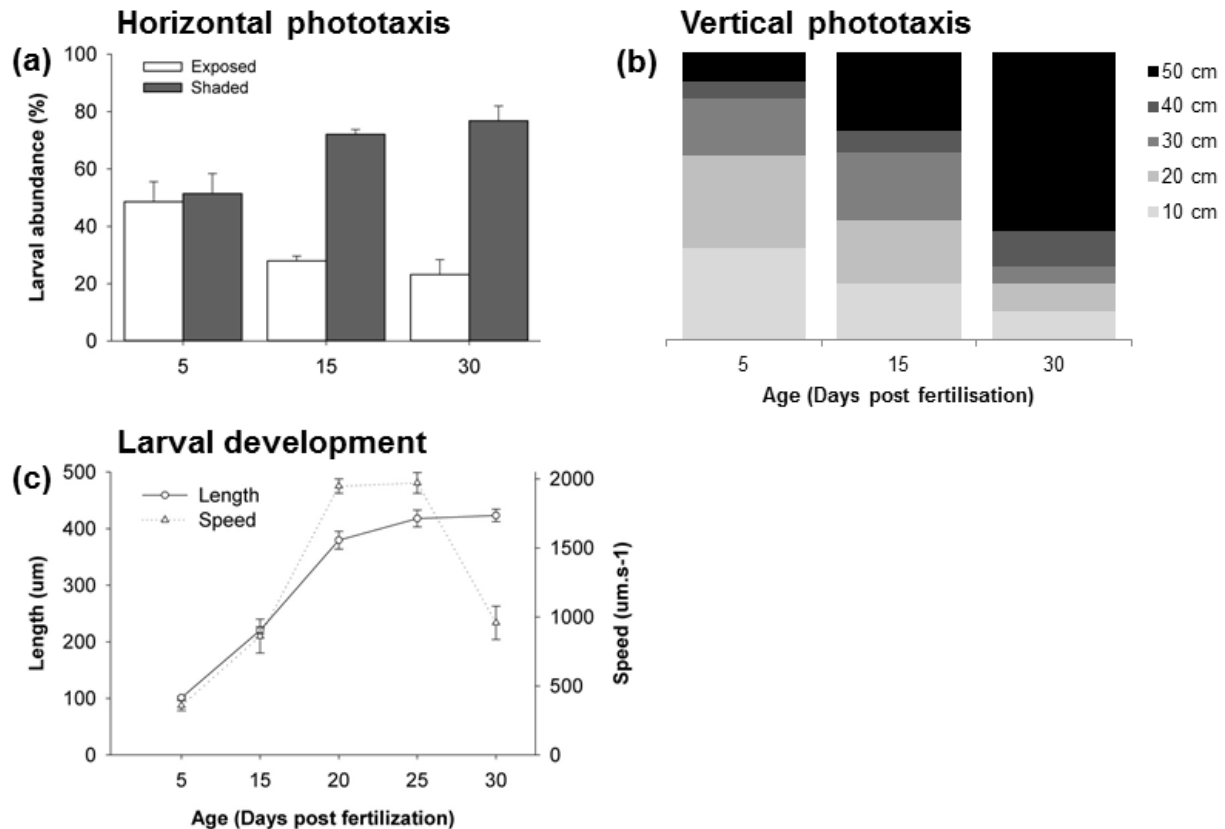 Horizontal phototaxis
(a)
Exposed
Shaded
Larval abundance (%)
100
80
60
40
20
0
5 15 30
Vertical phototaxis
(b)
50 cm
40 cm
30 cm
20 cm
10 cm
5 15 30
Age (Days post fertilisation)
Larval development
(c)
Length
Speed
Length (um)
500
400
300
200
100
0
2000
1500
1000
500
0
Speed (um.s-1)
5 15 20 25 30
Age (Days post fertilization)